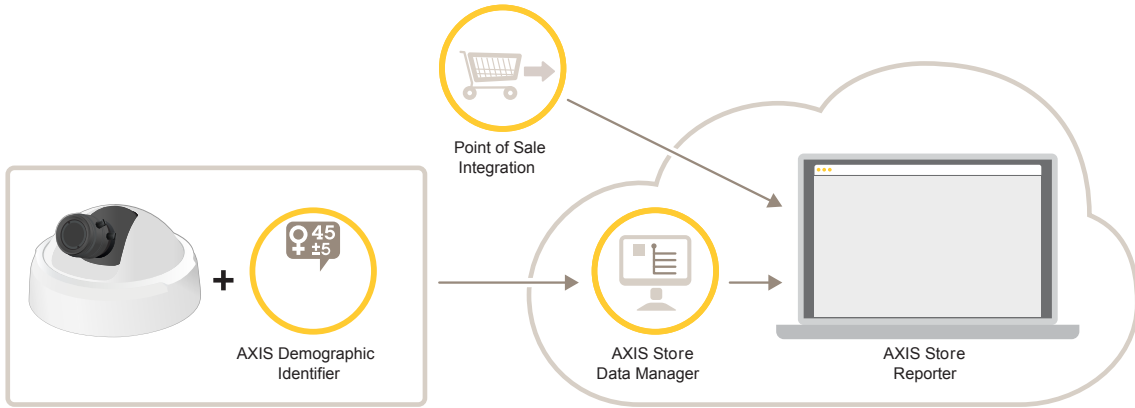 Point of Sale
Integration
♀ 45
±5
+
AXIS Demographic
Identifier
AXIS Store
Data Manager
AXIS Store
Reporter